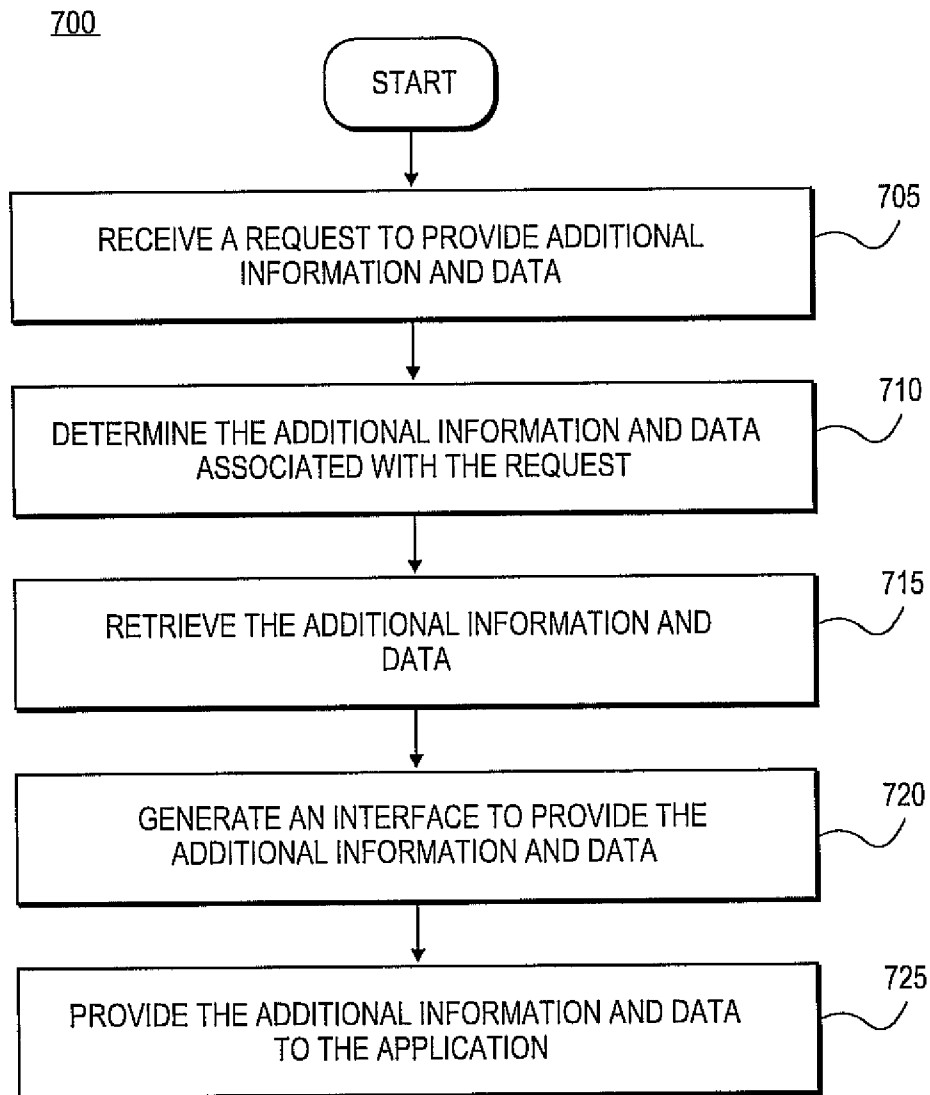 700
START
705
RECEIVE A REQUEST TO PROVIDE ADDITIONAL
INFORMATION AND DATA
710
DETERMINE THE ADDITIONAL INFORMATION AND DATA
ASSOCIATED WITH THE REQUEST
715
RETRIEVE THE ADDITIONAL INFORMATION AND
DATA
720
GENERATE AN INTERFACE TO PROVIDE THE
ADDITIONAL INFORMATION AND DATA
725
PROVIDE THE ADDITIONAL INFORMATION AND DATA
TO THE APPLICATION